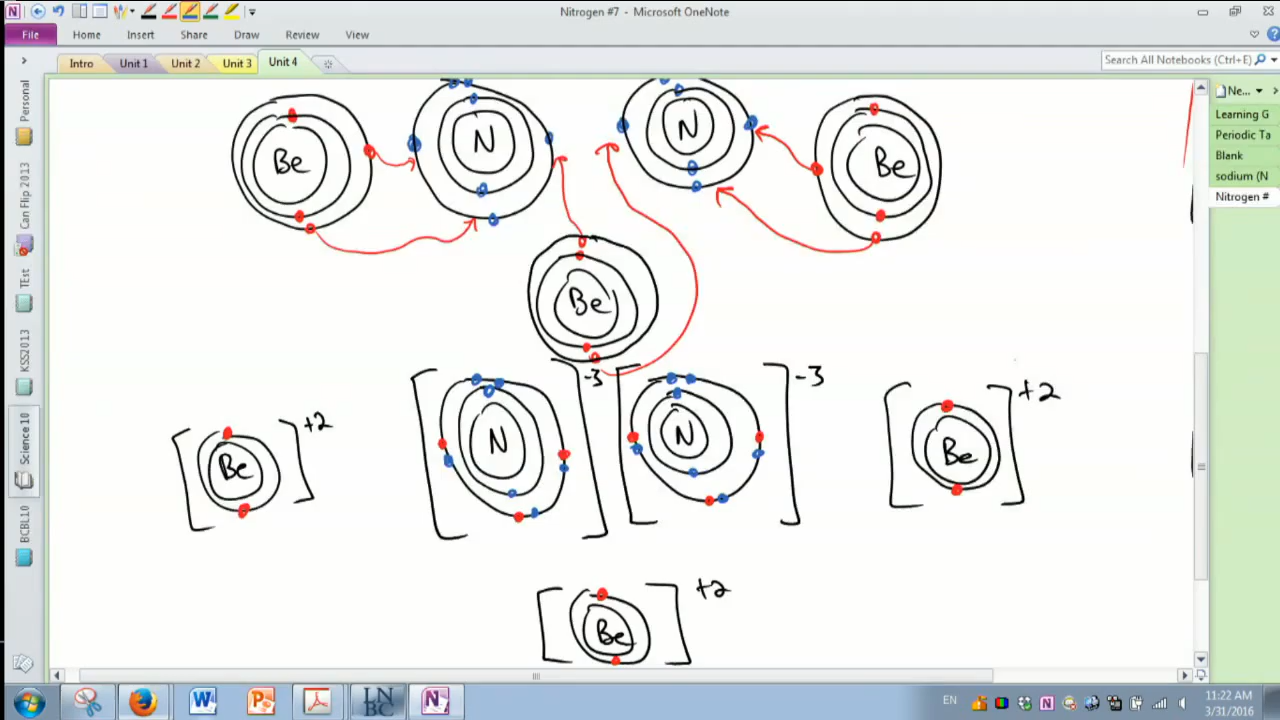 Nitrogen #7 - Microsoft OneNote
File Home Insert Share Draw Review View
Intro Unit 1 Unit 2 Unit 3 Unit 4
Search All Notebooks (Ctrl+E)
Personal
Can Flip 2013
TEst
KSS2013
Science 10
BCBL10
Ne...
Learning G
Periodic Ta
Blank
sodium (N
Nitrogen #
Be N N Be
Be
-3 -3
+2 +2
Be N N Be
+2
Be
W P LN BC N
EN
11:22 AM
3/31/2016